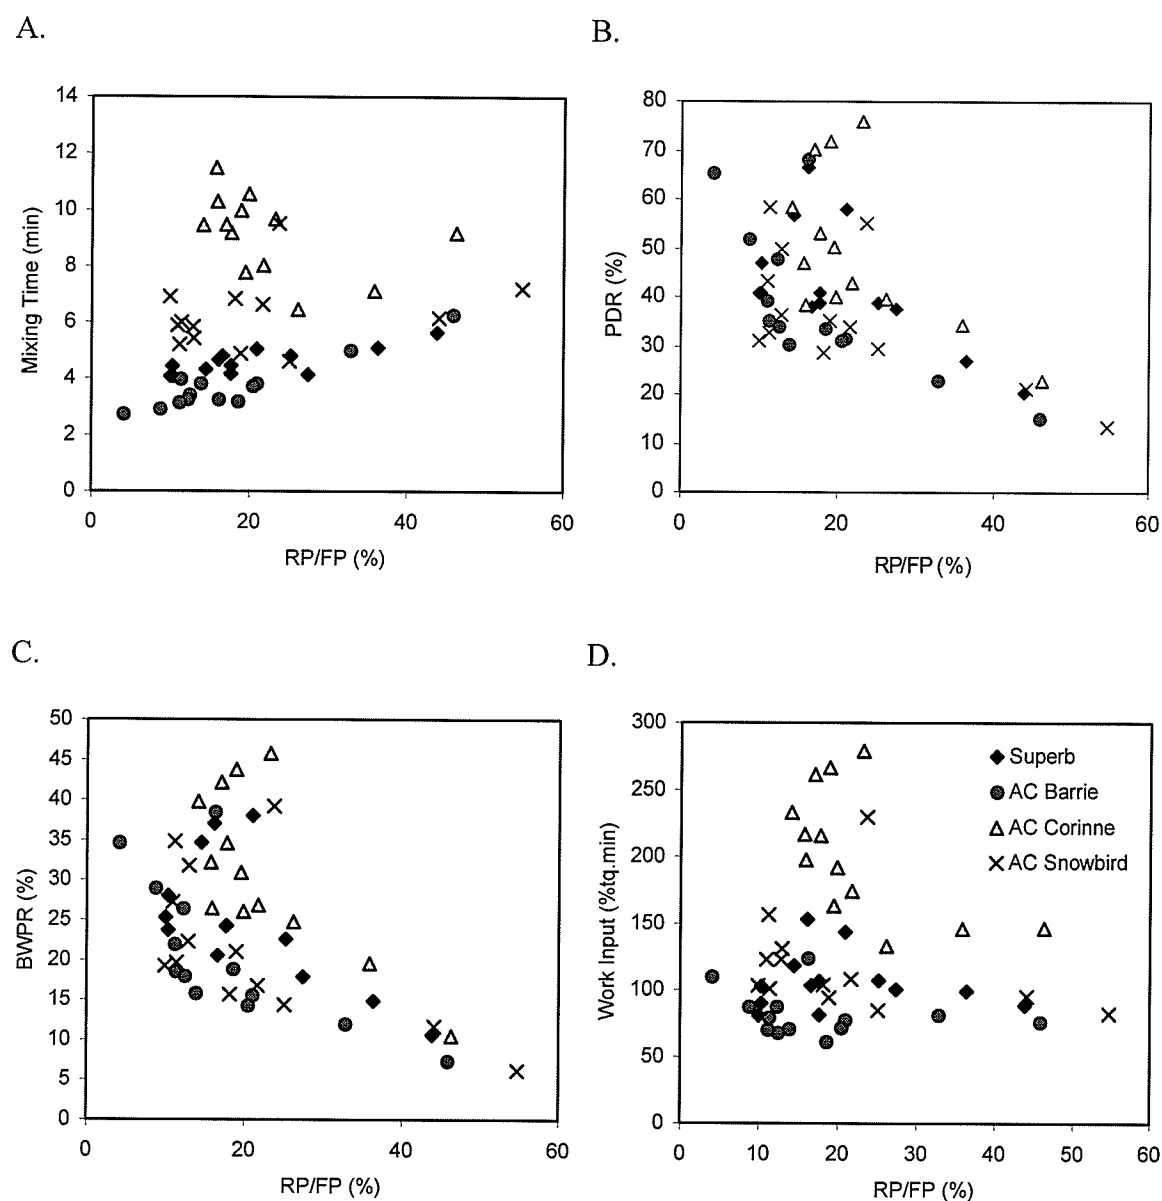 A.
B.
14
12
10
8
6
4
2
0
Mixing Time (min)
0 20 40 60
RP/FP (%)
80
70
60
50
40
30
20
10
0
PDR (%)
0 20 40 60
RP/FP (%)
C.
D.
50
45
40
35
30
25
20
15
10
5
0
BWPR (%)
0 20 40 60
RP/FP (%)
300
250
200
150
100
50
0
Work Input (%tq.min)
Superb
AC Barrie
AC Corinne
AC Snowbird
0 10 20 30 40 50 60
RP/FP (%)